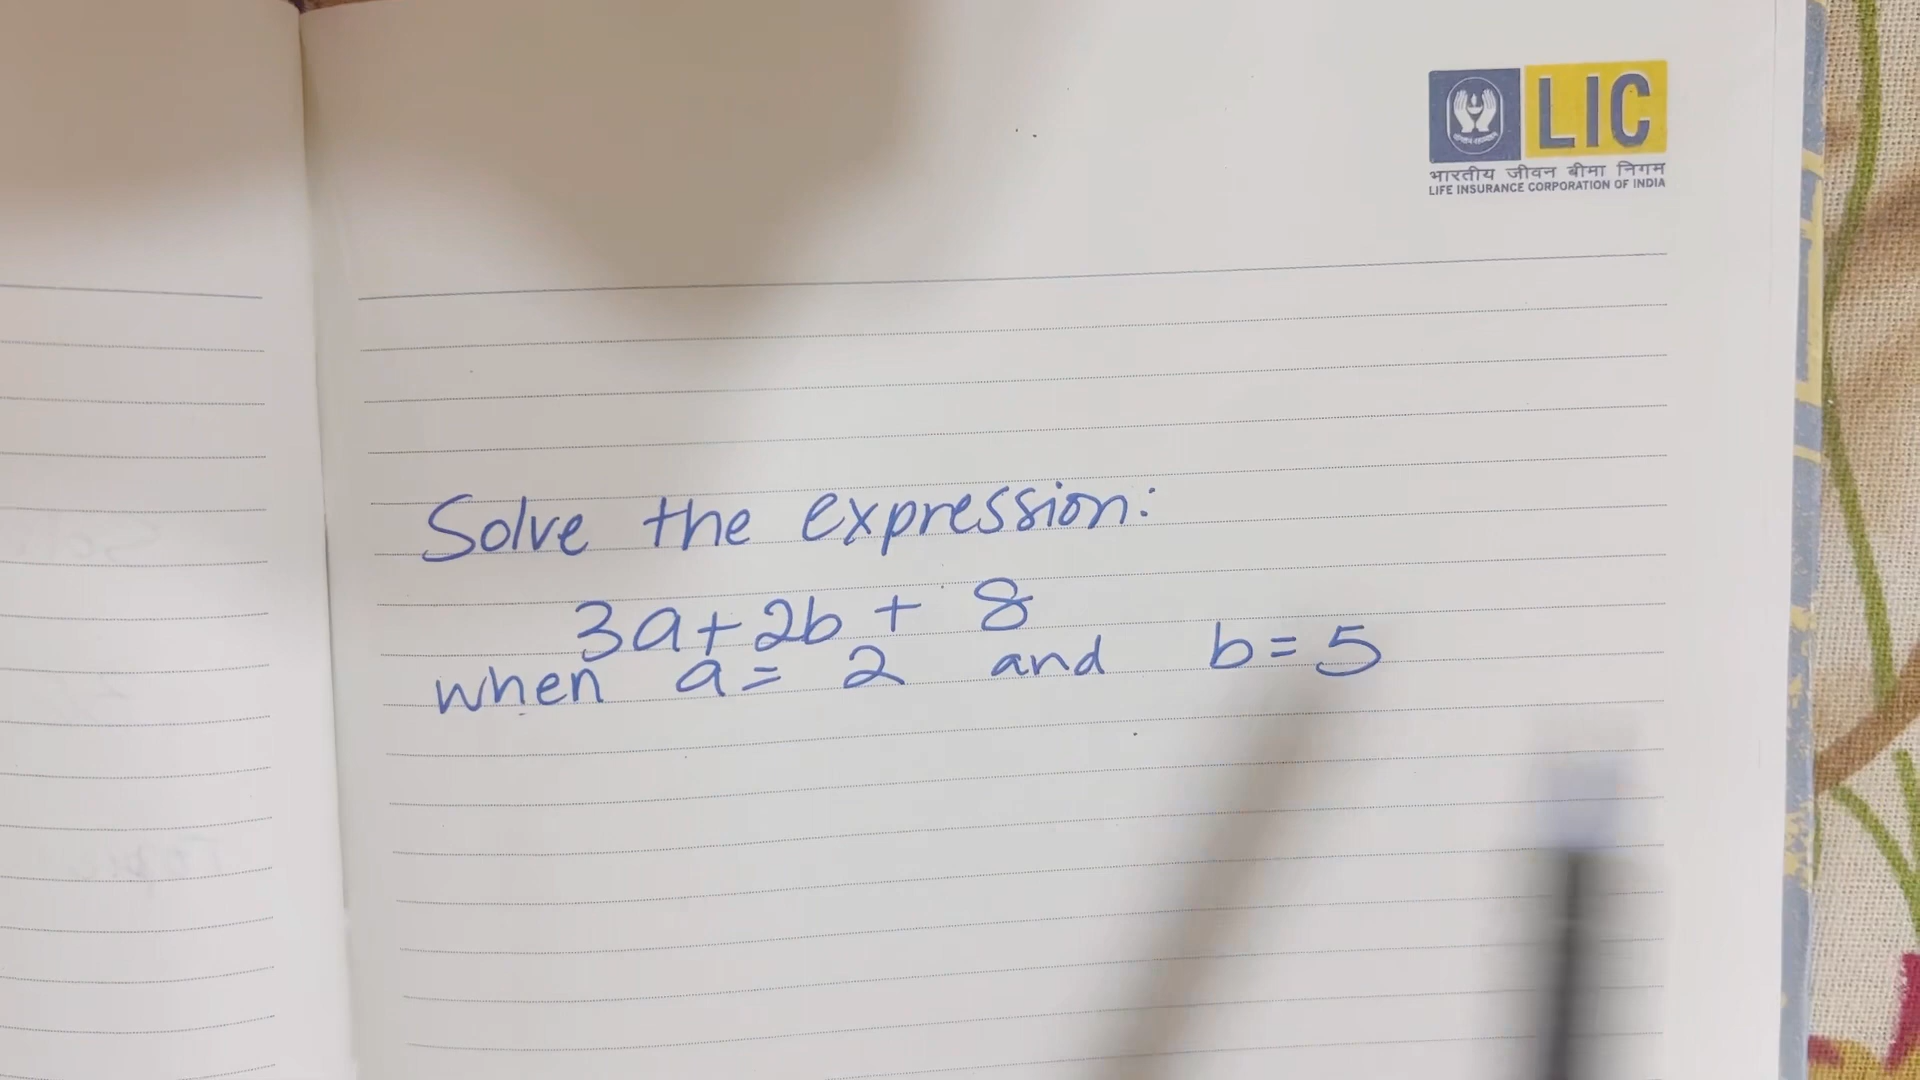 LIC
भारतीय जीवन बीमा निगम
LIFE INSURANCE CORPORATION OF INDIA
Solve the expression:
3a+2b + 8
when a= 2 and b=5